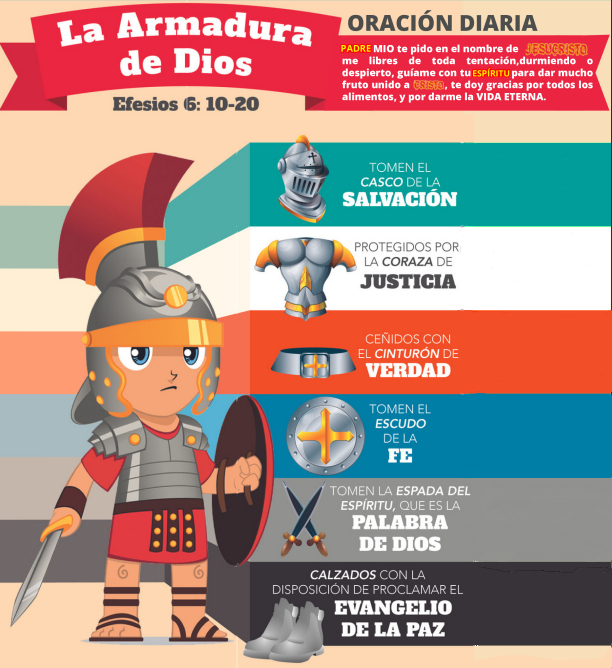 La Armadura
de Dios
Efesios 6: 10-20
ORACIÓN DIARIA
PADRE MIO te pido en el nombre de JESUCRISTO
me libres de toda tentación,durmiendo o
despierto, guíame con tu ESPÍRITU para dar mucho
fruto unido a CRISTO, te doy gracias por todos los
alimentos, y por darme la VIDA ETERNA.
TOMEN EL
CASCO DE LA
SALVACIÓN
PROTEGIDOS POR
LA CORAZA DE
JUSTICIA
CEÑIDOS CON
EL CINTURÓN DE
VERDAD
TOMEN EL
ESCUDO
DE LA
FE
TOMEN LA ESPADA DEL
ESPÍRITU, QUE ES LA
PALABRA
DE DIOS
CALZADOS CON LA
DISPOSICIÓN DE PROCLAMAR EL
EVANGELIO
DE LA PAZ